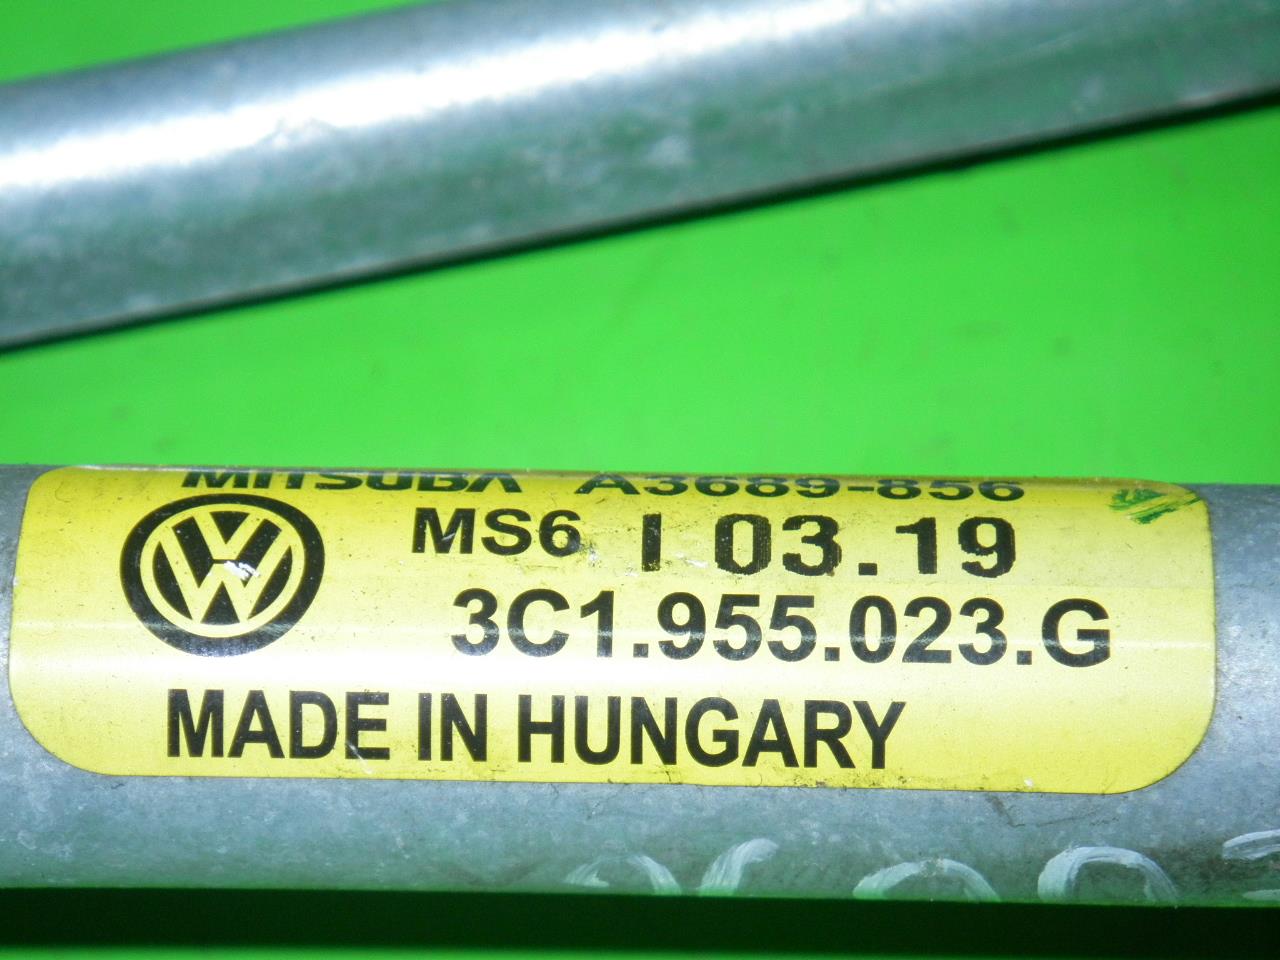 MITSUBA A3689-856
MS6 I 03.19
3C1.955.023.G
MADE IN HUNGARY